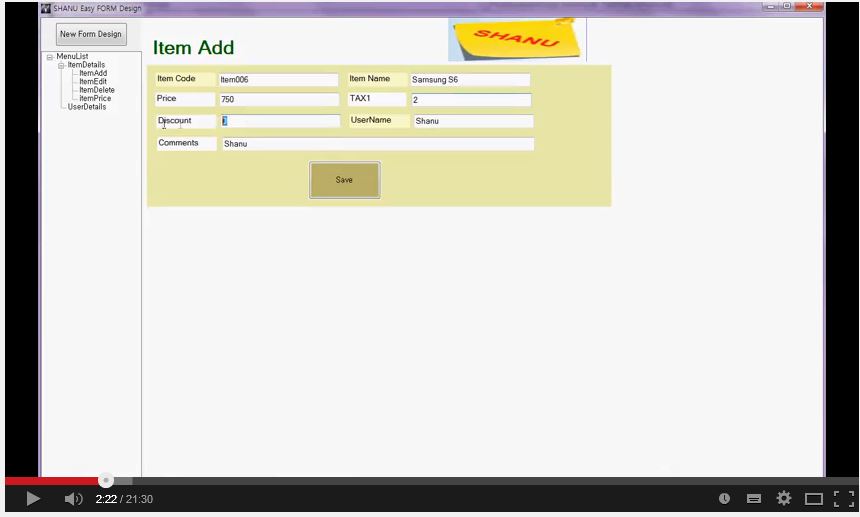 SHANU Easy FORM Design
New Form Design
MenuList
ItemDetails
ItemAdd
ItemEdit
ItemDelete
itemPrice
UserDetails
Item Add
SHANU
Item Code Item006 Item Name Samsung S6
Price 750 TAX1 2
Discount UserName Shanu
Comments Shanu
Save
2:22 / 21:30